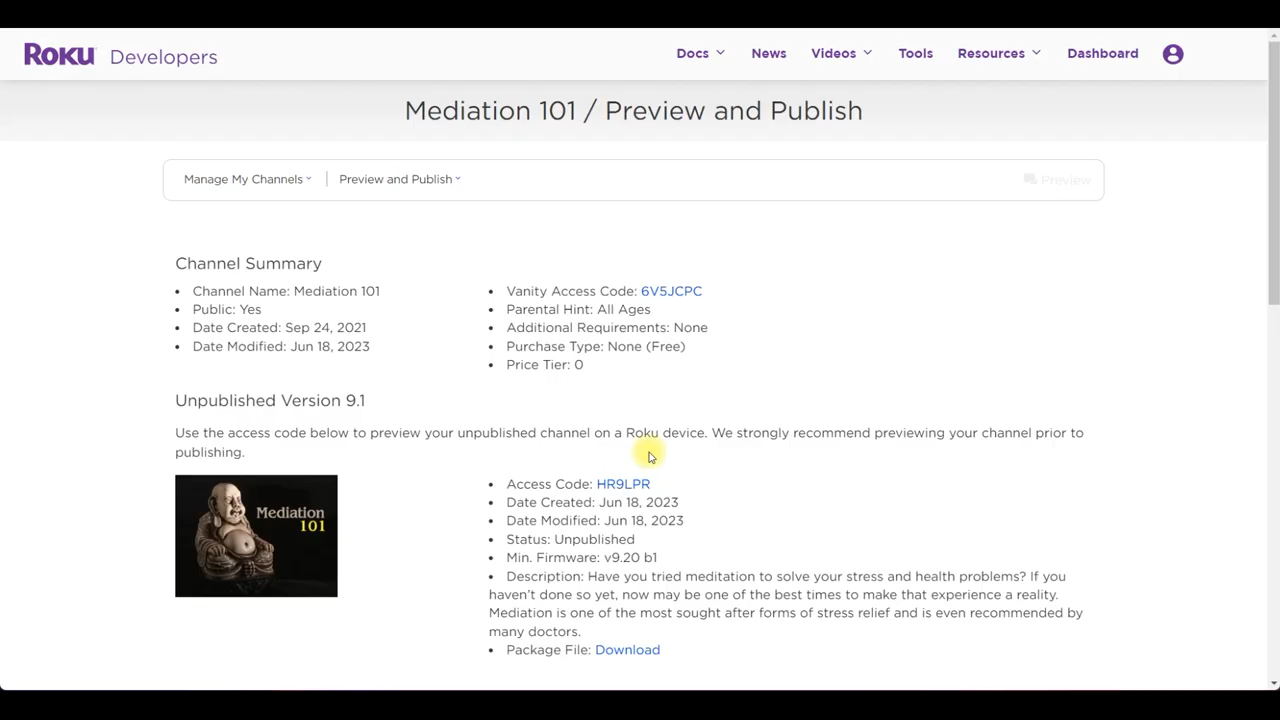 ROKU Developers
Docs News Videos Tools Resources Dashboard
Mediation 101 / Preview and Publish
Manage My Channels Preview and Publish Preview
Channel Summary
• Channel Name: Mediation 101
• Public: Yes
• Date Created: Sep 24, 2021
• Date Modified: Jun 18, 2023
• Vanity Access Code: 6V5JCPC
• Parental Hint: All Ages
• Additional Requirements: None
• Purchase Type: None (Free)
• Price Tier: 0
Unpublished Version 9.1
Use the access code below to preview your unpublished channel on a Roku device. We strongly recommend previewing your channel prior to
publishing.
Mediation
101
• Access Code: HR9LPR
• Date Created: Jun 18, 2023
• Date Modified: Jun 18, 2023
• Status: Unpublished
• Min. Firmware: v9.20 b1
• Description: Have you tried meditation to solve your stress and health problems? If you
haven't done so yet, now may be one of the best times to make that experience a reality.
Mediation is one of the most sought after forms of stress relief and is even recommended by
many doctors.
• Package File: Download